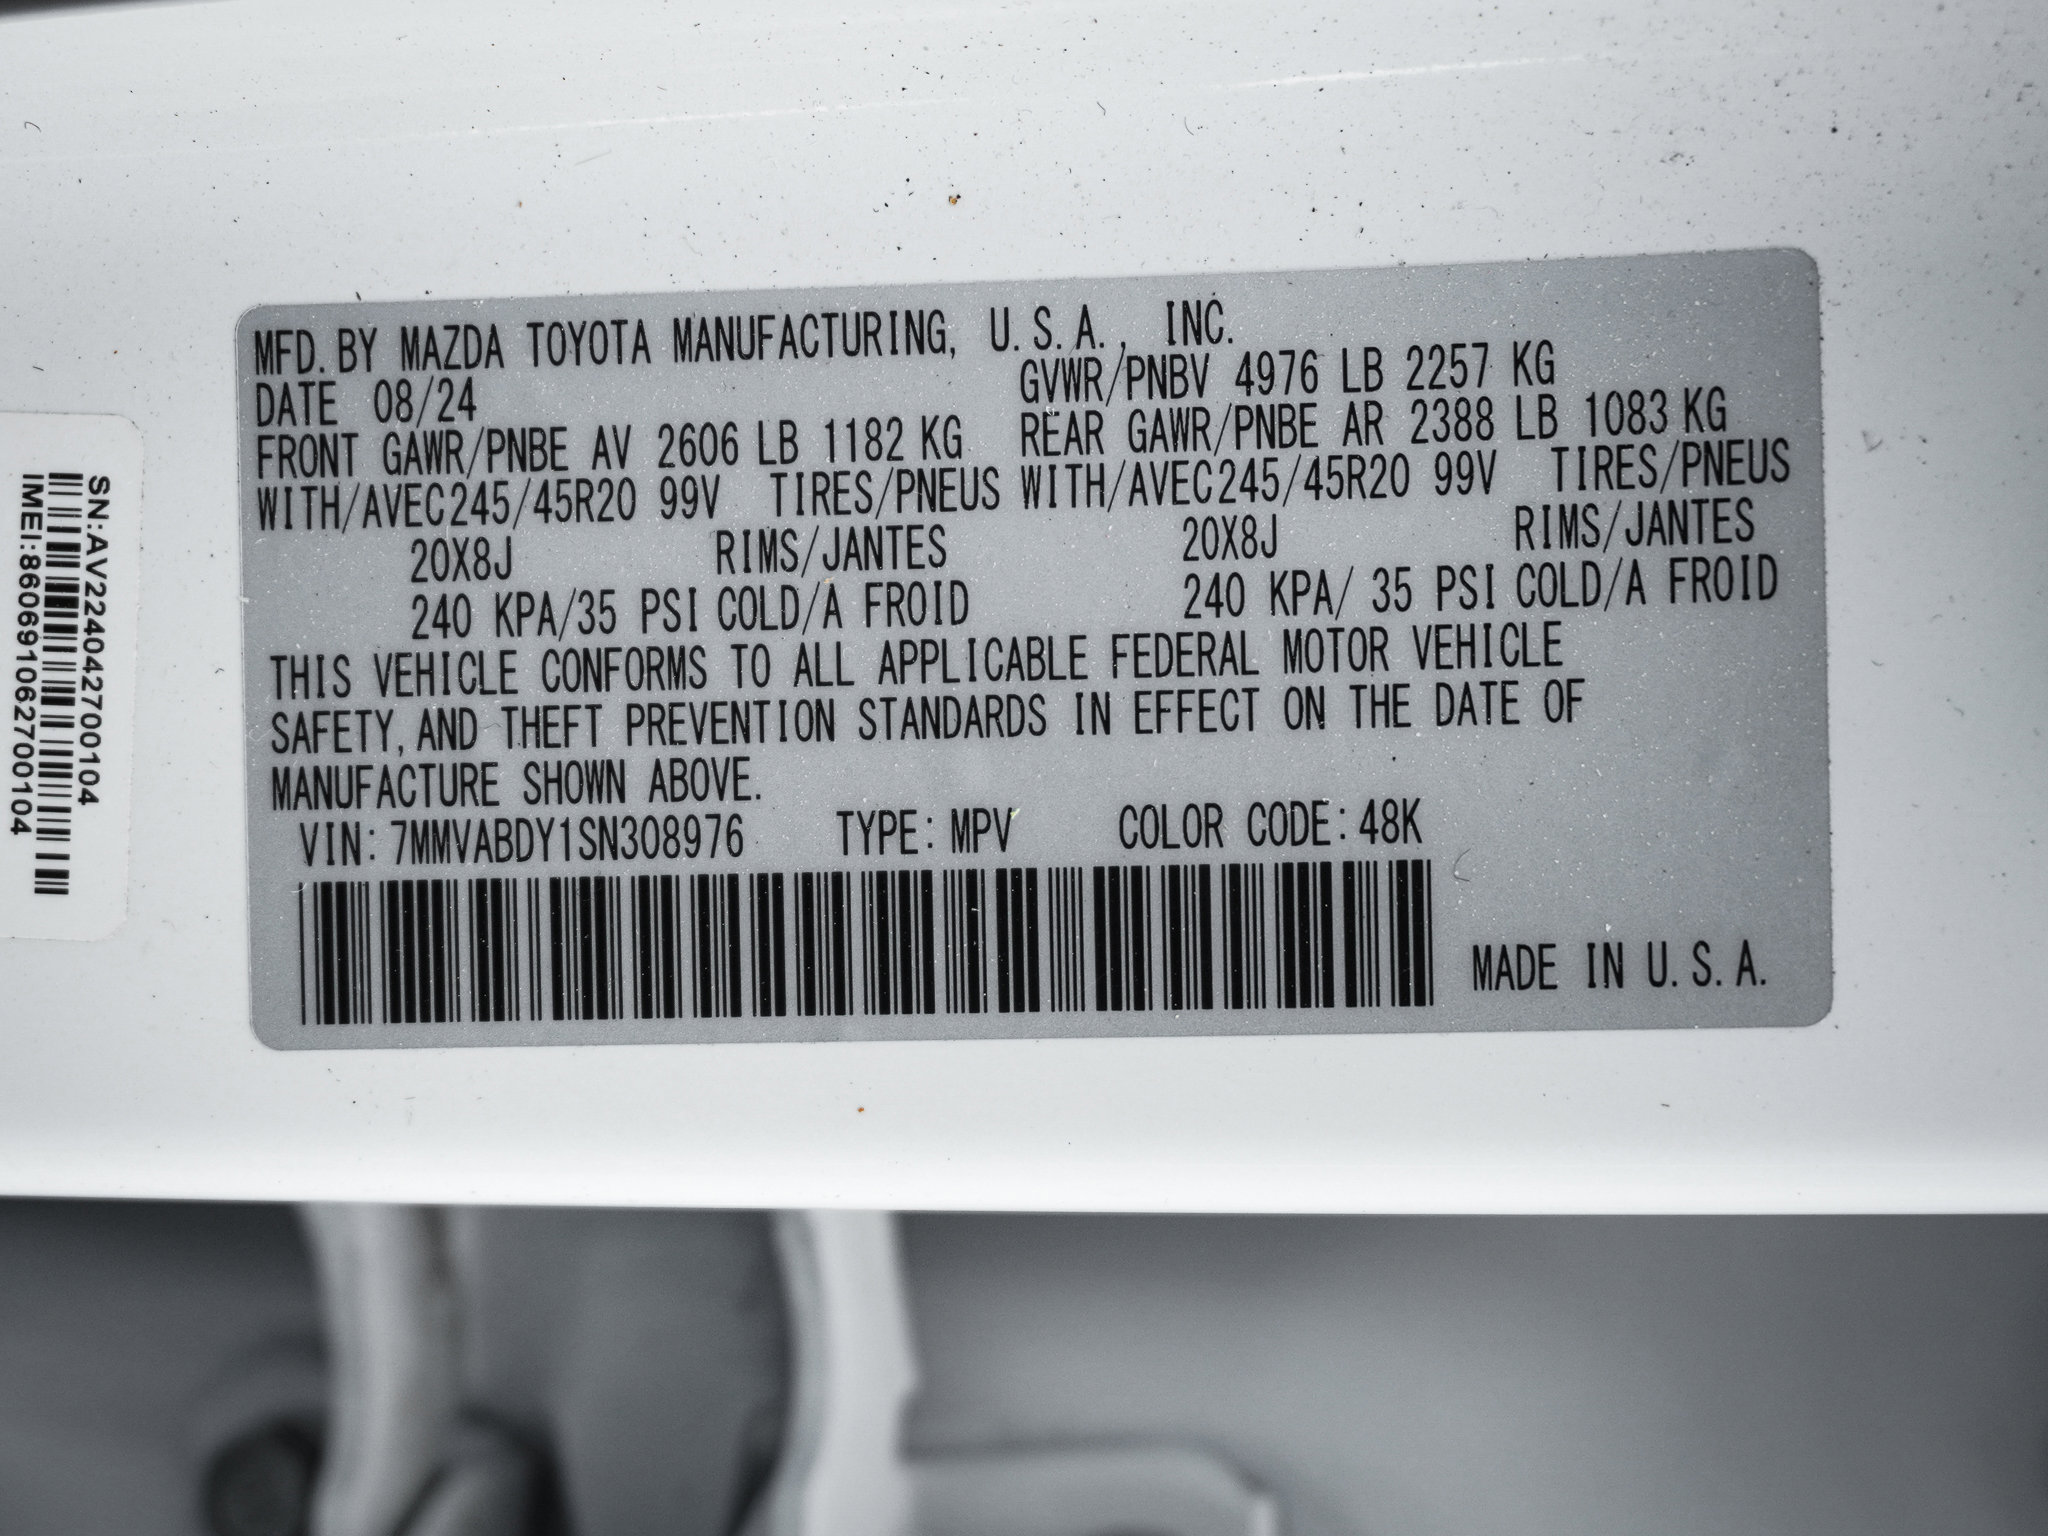 MFD. BY MAZDA TOYOTA MANUFACTURING, U.S.A., INC.
DATE 08/24 GVWR/PNBV 4976 LB 2257 KG
FRONT GAWR/PNBE AV 2606 LB 1182 KG REAR GAWR/PNBE AR 2388 LB 1083 KG
WITH/AVEC245/45R20 99V TIRES/PNEUS WITH/AVEC245/45R20 99V TIRES/PNEUS
20X8J RIMS/JANTES 20X8J RIMS/JANTES
240 KPA/35 PSI COLD/A FROID 240 KPA/ 35 PSI COLD/A FROID
THIS VEHICLE CONFORMS TO ALL APPLICABLE FEDERAL MOTOR VEHICLE
SAFETY, AND THEFT PREVENTION STANDARDS IN EFFECT ON THE DATE OF
MANUFACTURE SHOWN ABOVE.
VIN: 7MMVABDY1SN308976 TYPE: MPV COLOR CODE: 48K
MADE IN U.S.A.
SN:AV224042700104
IMEI:860691062700104